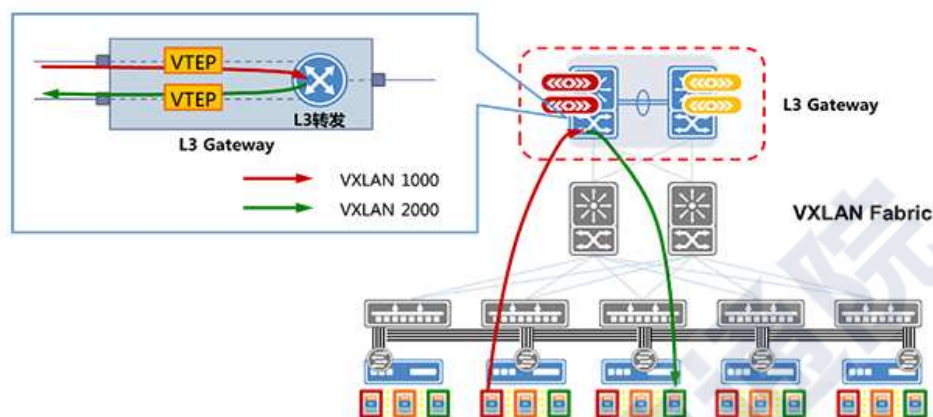 VTEP
VTEP
L3转发
L3 Gateway
VXLAN 1000
VXLAN 2000
L3 Gateway
VXLAN Fabric